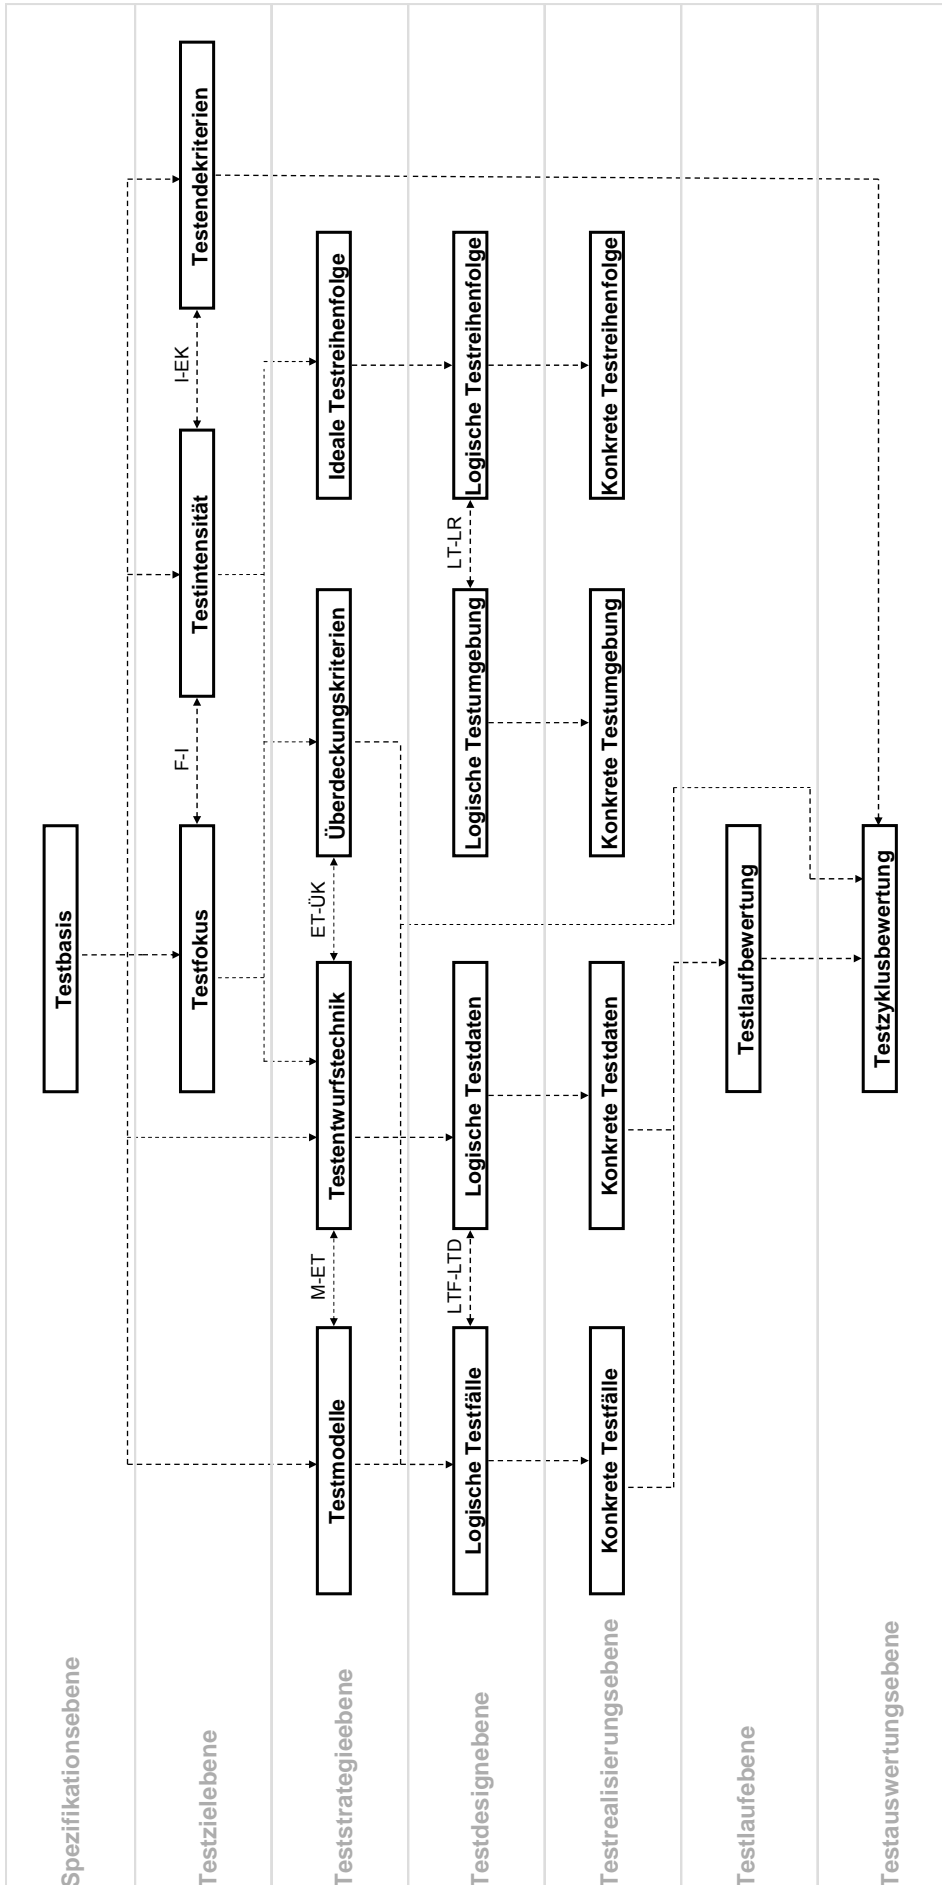 Spezifikationsebene
Testbasis
Testzielebene
Testfokus
F-I
Testintensität
I-EK
Testendekriterien
Teststrategiebene
Testmodelle
M-ET
Testentwurfstechnik
ET-ÜK
Überdeckungskriterien
Ideale Testreihenfolge
Testdesignebene
Logische Testfälle
LTF-LTD
Logische Testdaten
Logische Testumgebung
LT-LR
Logische Testreihenfolge
Testrealisierungsebene
Konkrete Testfälle
Konkrete Testdaten
Konkrete Testumgebung
Konkrete Testreihenfolge
Testlaufebene
Testlaufbewertung
Testauswertungsebene
Testzyklusbewertung